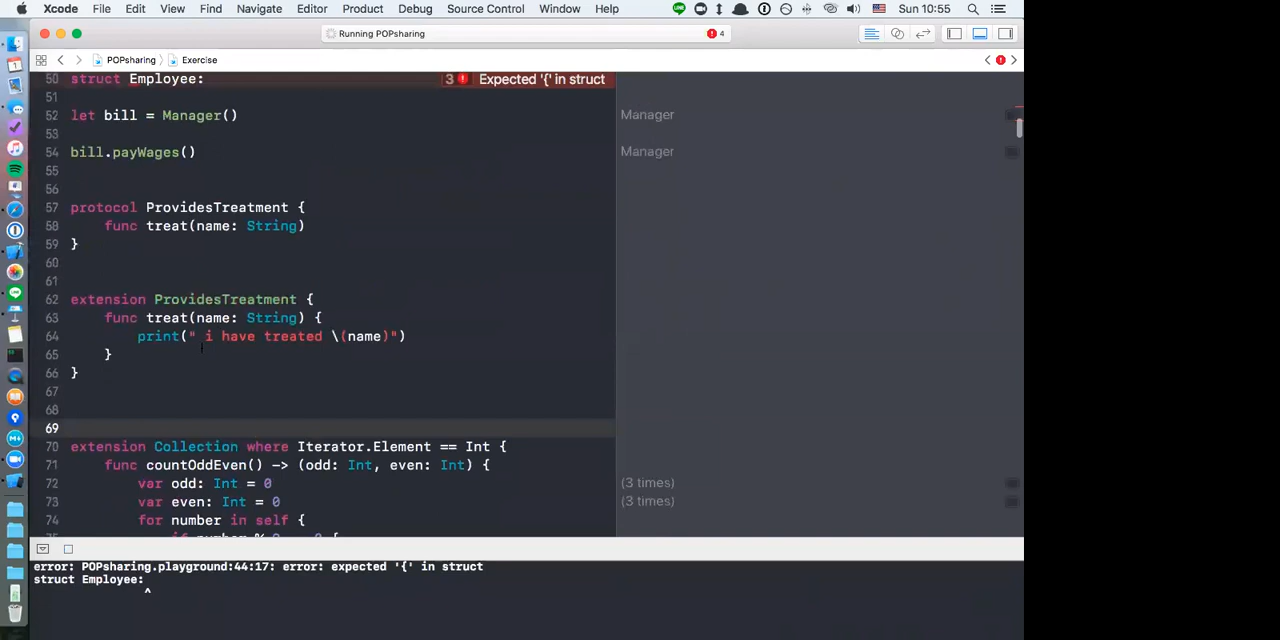 Xcode File Edit View Navigate Editor Product Debug Source Control Window Help Sun 10:55
Running POPsharing 4
POPsharing Exercise
50 struct Employee: 3 Expected '{' in struct
51
52 let bill = Manager() Manager
53
54 bill.payWages() Manager
55
56
57 protocol ProvidesTreatment {
58 func treat(name: String)
59 }
60
61
62 extension ProvidesTreatment {
63 func treat(name: String) {
64 print(" i have treated \(name)")
65 }
66 }
67
68
69
70 extension Collection where Iterator.Element == Int {
71 func countOddEven() -> (odd: Int, even: Int) {
72 var odd: Int = 0 (3 times)
73 var even: Int = 0 (3 times)
74 for number in self {
error: POPsharing.playground:44:17: error: expected '{' in struct
struct Employee:
^